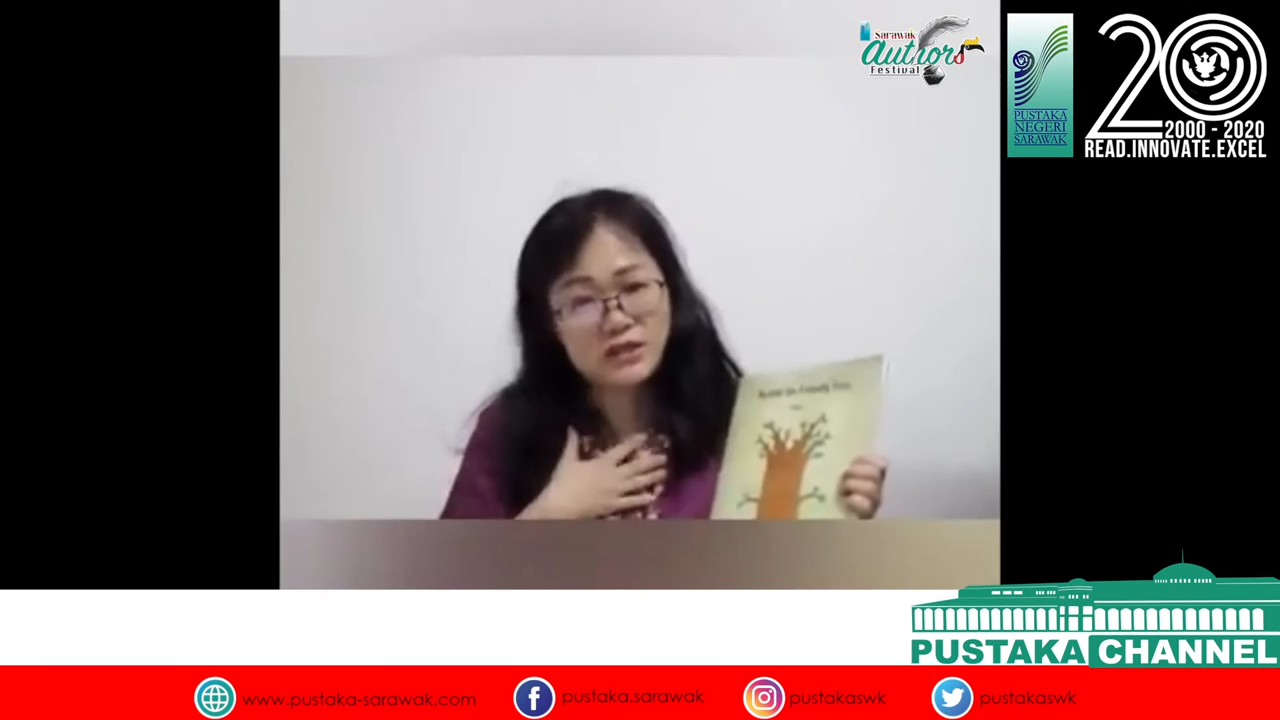 Sarawak
Authors
Festival
PUSTAKA
NEGERI
SARAWAK
20
2000 - 2020
READ.INNOVATE.EXCEL
PUSTAKA CHANNEL
www.pustaka-sarawak.com
pustaka.sarawak
pustakaswk
pustakaswk